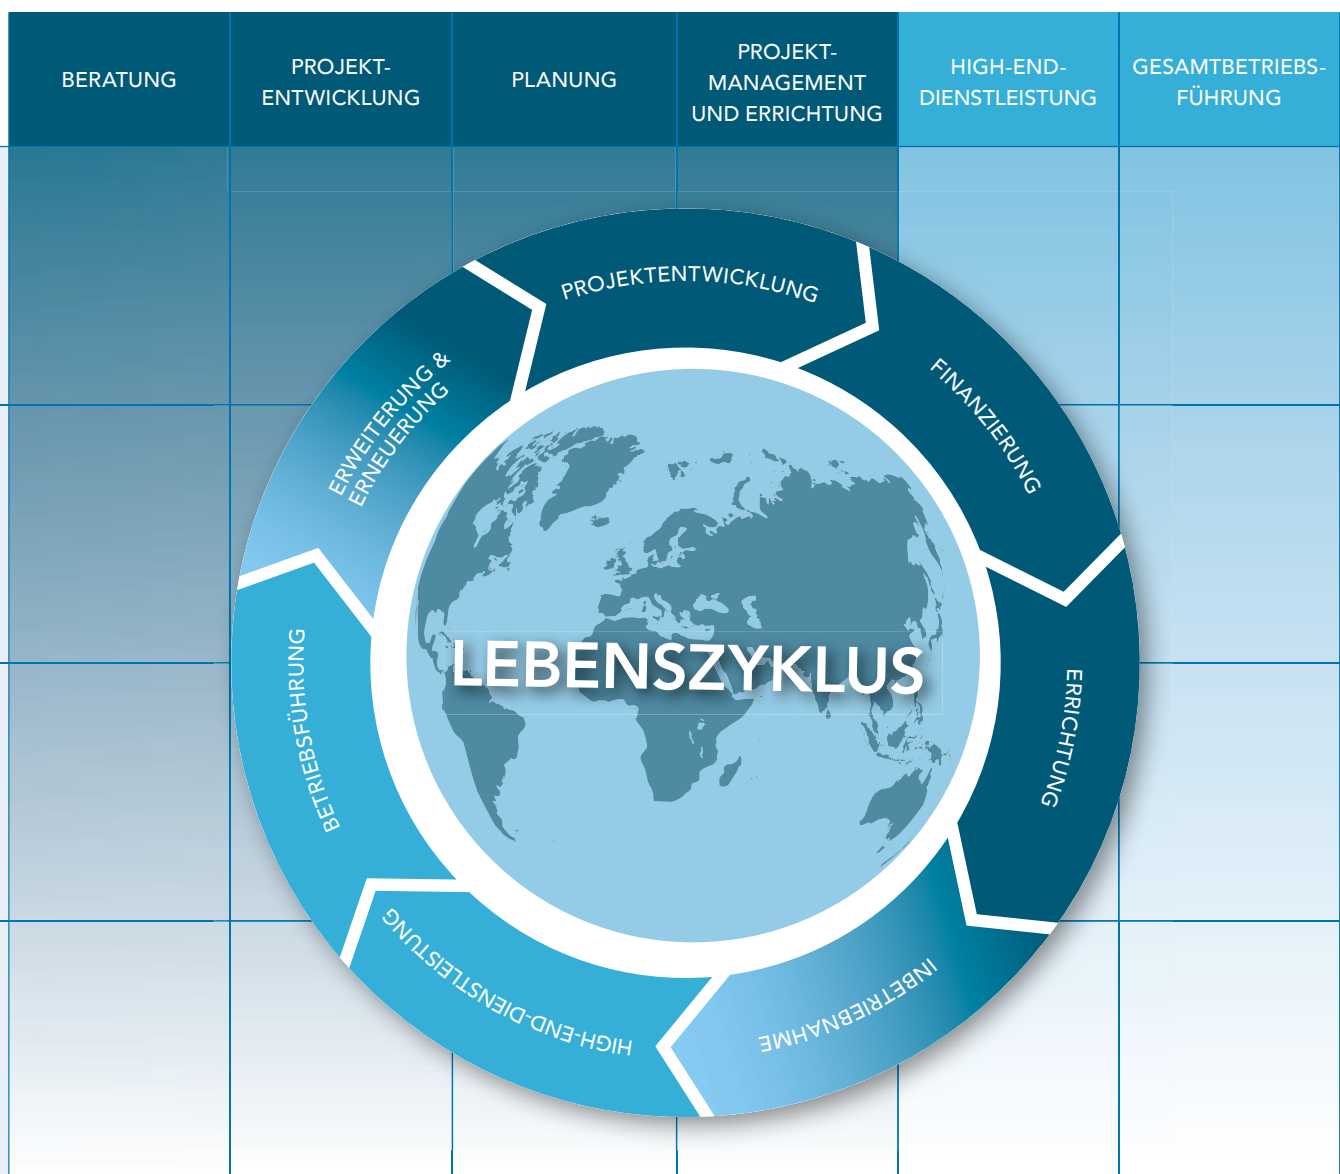 BERATUNG
PROJEKT-
ENTWICKLUNG
PLANUNG
PROJEKT-
MANAGEMENT
UND ERRICHTUNG
HIGH-END-
DIENSTLEISTUNG
GESAMTBETRIEBS-
FÜHRUNG
PROJEKTENTWICKLUNG
FINANZIERUNG
ERRICHTUNG
INBETRIEBNAHME
HIGH-END-DIENSTLEISTUNG
BETRIEBSFÜHRUNG
ERWEITERUNG &
ERNEUERUNG
LEBENSZYKLUS